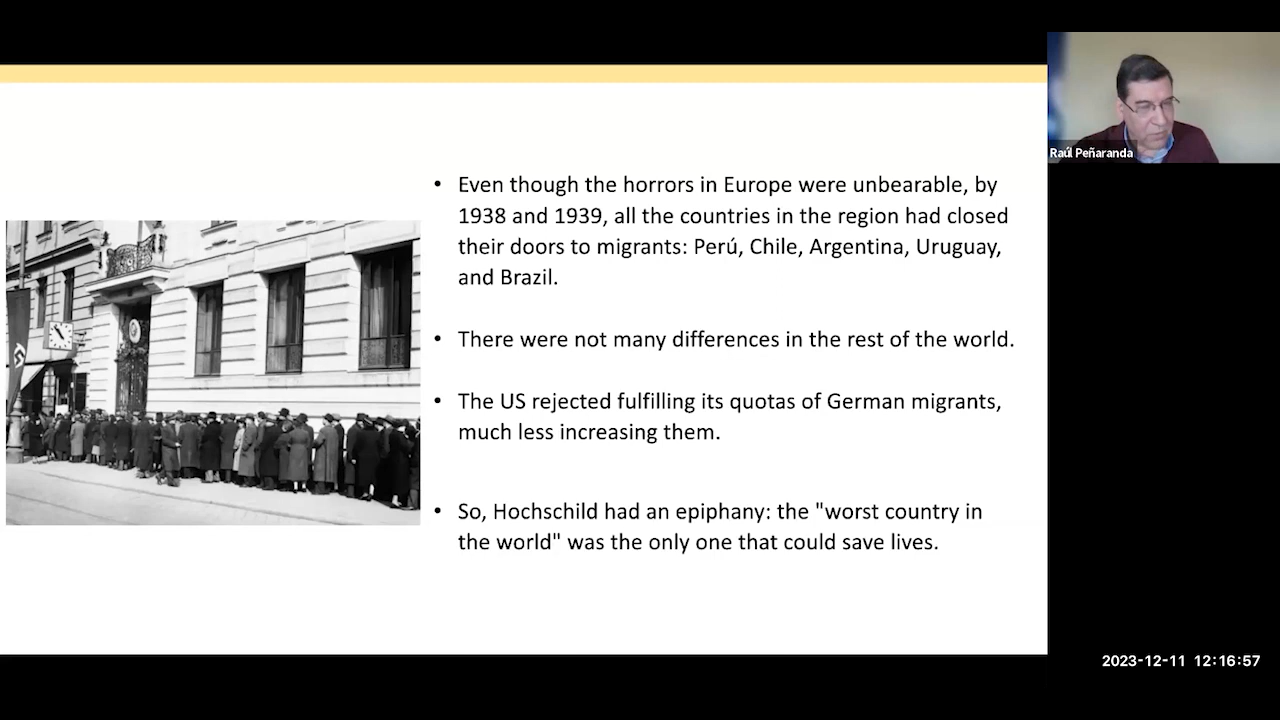 • Even though the horrors in Europe were unbearable, by
1938 and 1939, all the countries in the region had closed
their doors to migrants: Perú, Chile, Argentina, Uruguay,
and Brazil.
• There were not many differences in the rest of the world.
• The US rejected fulfilling its quotas of German migrants,
much less increasing them.
• So, Hochschild had an epiphany: the "worst country in
the world" was the only one that could save lives.
Raúl Peñaranda
2023-12-11 12:16:57